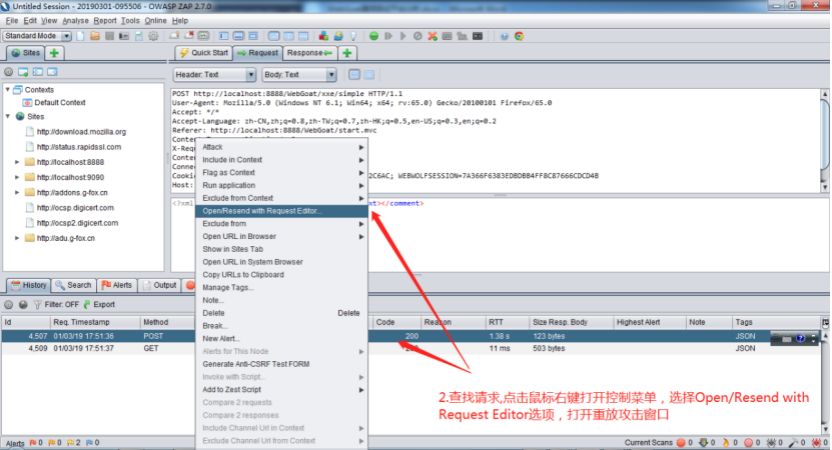 Untitled Session - 20190301-095506 - OWASP ZAP 2.7.0
File Edit View Analyse Report Tools Online Help
Standard Mode
Sites
Quick Start
Request
Response
Header: Text
Body: Text
Contexts
Default Context
Sites
http://download.mozilla.org
http://status.rapidssl.com
http://localhost:8888
http://localhost:9090
http://addons.g-fox.cn
http://ocsp.digicert.com
http://ocsp2.digicert.com
http://adu.g-fox.cn
POST http://localhost:8888/WebGoat/xxe/simple HTTP/1.1
User-Agent: Mozilla/5.0 (Windows NT 6.1; Win64; x64; rv:65.0) Gecko/20100101 Firefox/65.0
Accept: */*
Accept-Language: zh-CN,zh;q=0.8,zh-TW;q=0.7,zh-HK;q=0.5,en-US;q=0.3,en;q=0.2
Referer: http://localhost:8888/WebGoat/start.mvc
X-Requ
Conte
Conne
Cookie
2C6AC; WEBWOLFSESSION=7A366F6383EDBDBB4FF8C87666CDCD4B
Host:
<?xml
xt></comment>
Attack
Include in Context
Flag as Context
Run application
Exclude from Context
Open/Resend with Request Editor...
Exclude from
Open URL in Browser
Show in Sites Tab
Open URL in System Browser
Copy URLs to Clipboard
Manage Tags...
Note...
Delete Delete
Break...
New Alert...
Alerts for This Node
Generate Anti-CSRF Test FORM
Invoke with Script...
Add to Zest Script
Compare 2 requests
Compare 2 responses
Include Channel Url in Context
Exclude Channel Url from Context
History
Search
Alerts
Output
Filter: OFF
Export
Id Req. Timestamp Method Code Reason RTT Size Resp. Body Highest Alert Note Tags
4,507 01/03/19 17:51:36 POST 200 1.38 s 123 bytes JSON
4,509 01/03/19 17:51:37 GET 11 ms 503 bytes JSON
2.查找请求,点击鼠标右键打开控制菜单，选择Open/Resend with
Request Editor选项，打开重放攻击窗口
Alerts 0 0 2 0
Current Scans 0 0 0 0 0 0 0